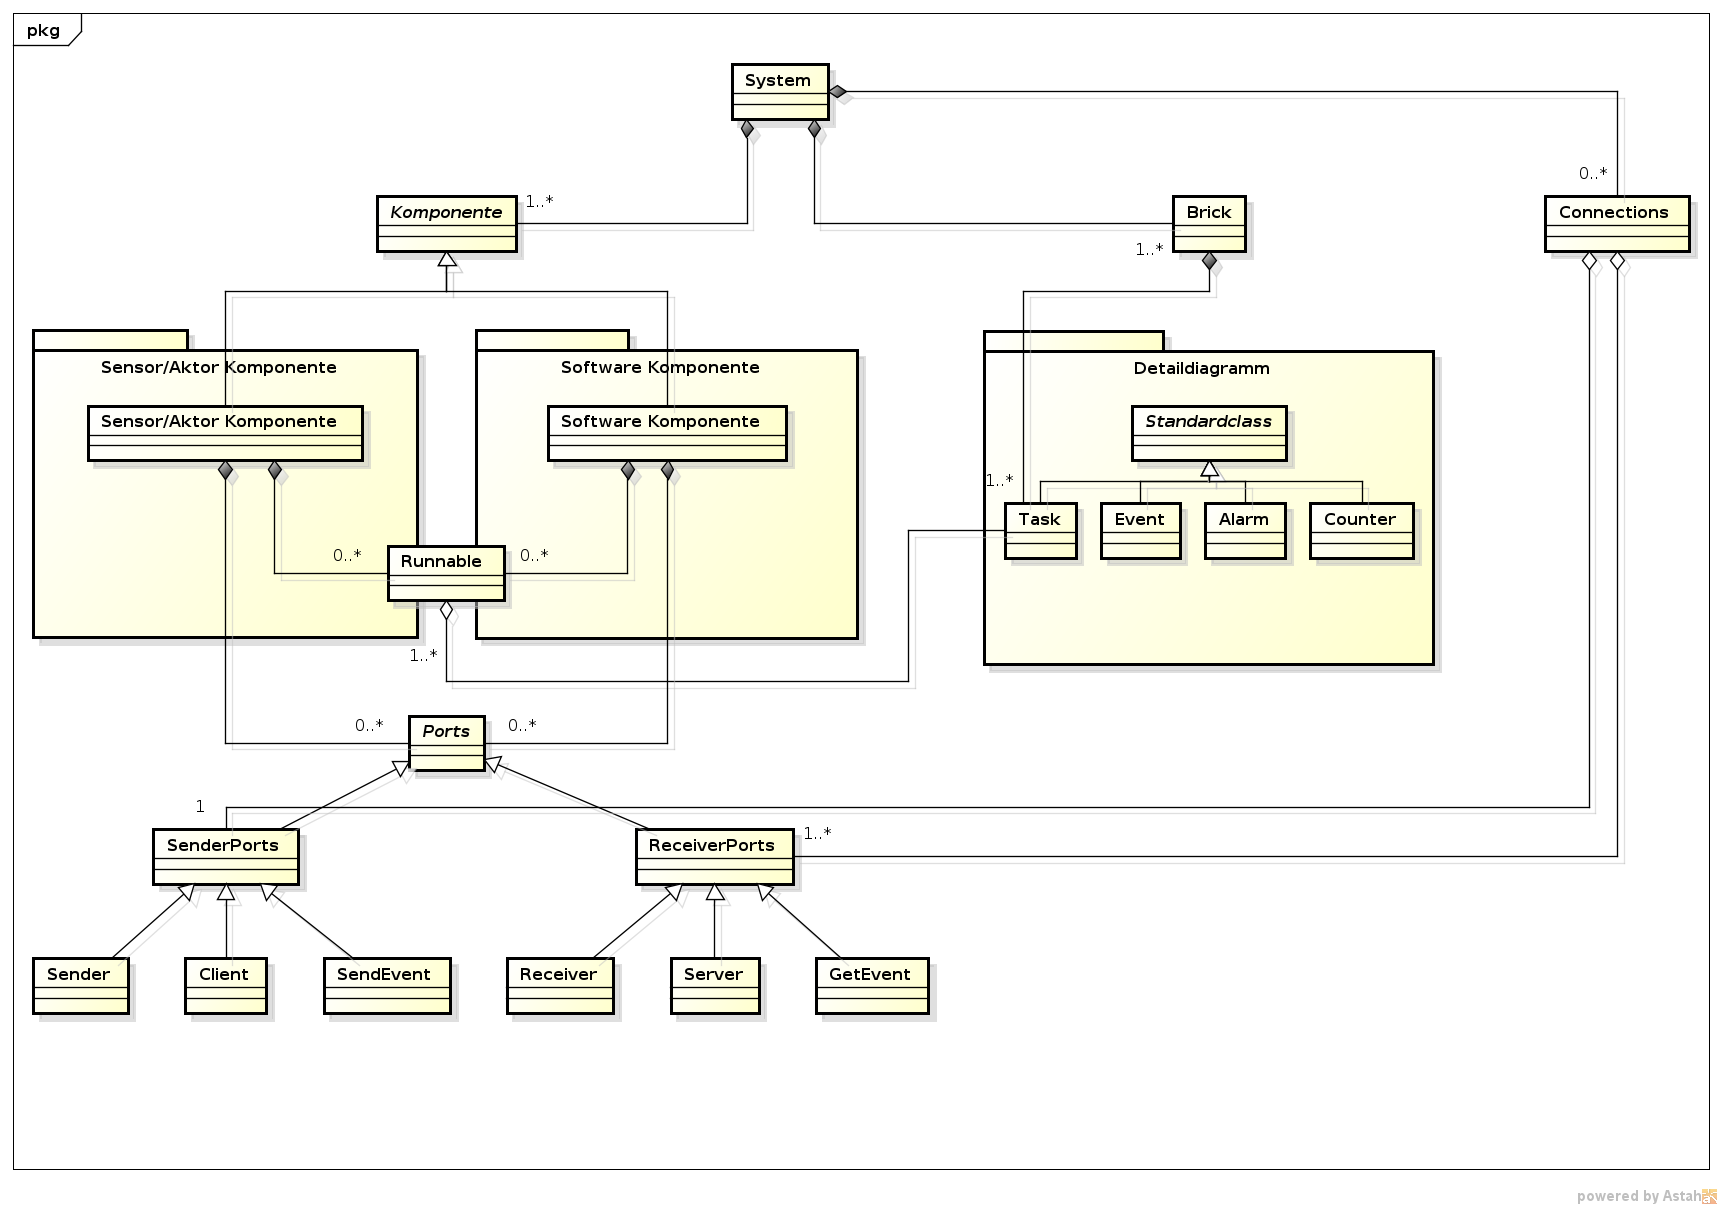 pkg
System
0..*
Komponente
1..*
Brick
1..*
Connections
Sensor/Aktor Komponente
Software Komponente
Detaildiagramm
Sensor/Aktor Komponente
Software Komponente
Standardclass
1..*
Task
Event
Alarm
Counter
0..*
Runnable
0..*
1..*
0..*
Ports
0..*
1
SenderPorts
ReceiverPorts
1..*
Sender
Client
SendEvent
Receiver
Server
GetEvent
powered by Astah